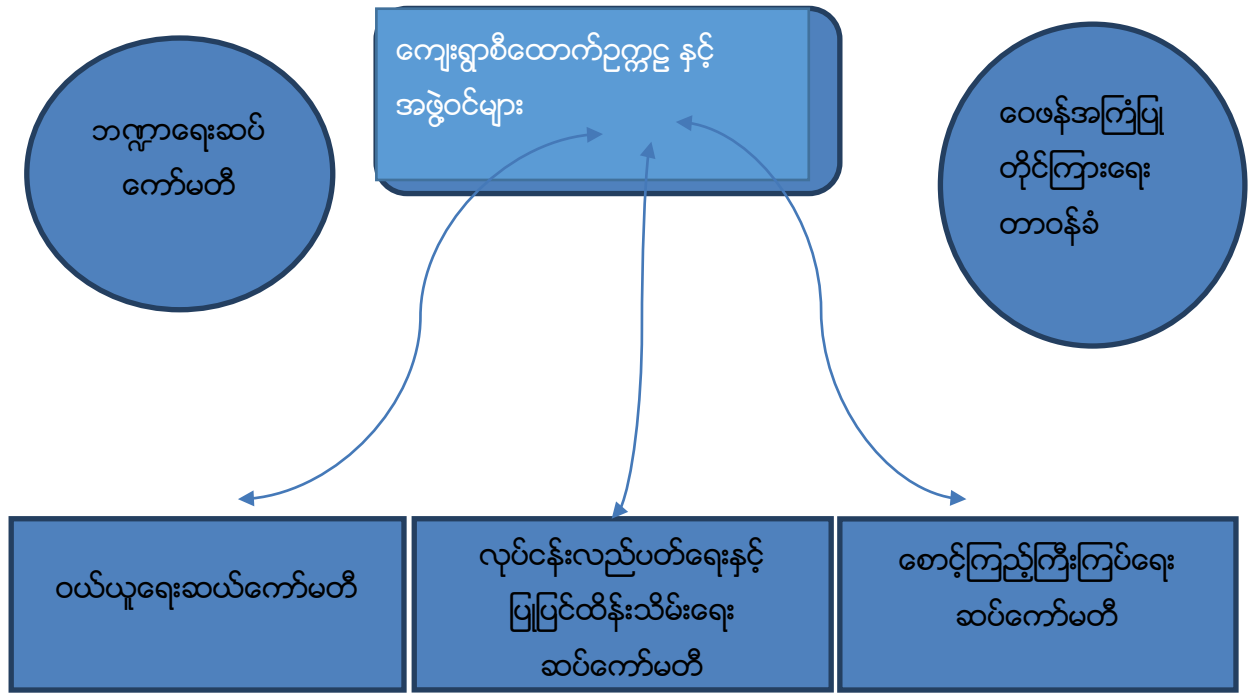 ကျေးရွာစီထောက်ဥက္ကဋ္ဌ နှင့်
အဖွဲ့ဝင်များ
ဘဏ္ဍာရေးဆပ်
ကော်မတီ
ဝေဖန်အကြံပြု
တိုင်ကြားရေး
တာဝန်ခံ
ဝယ်ယူရေးဆယ်ကော်မတီ
လုပ်ငန်းလည်ပတ်ရေးနှင့်
ပြုပြင်ထိန်းသိမ်းရေး
ဆပ်ကော်မတီ
စောင့်ကြည့်ကြီးကြပ်ရေး
ဆပ်ကော်မတီ